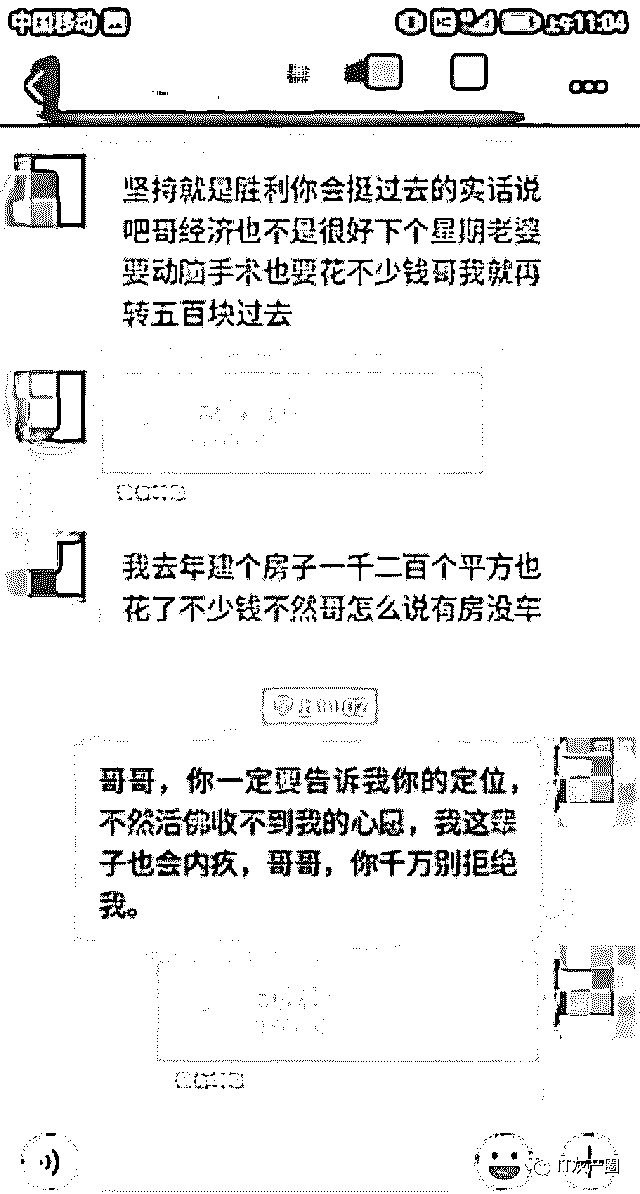 中国移动
上午11:04
坚持就是胜利你会挺过去的实话说
吧哥经济也不是很好下个星期老婆
要动脑手术也要花不少钱哥我就再
转五百块过去
我去年建个房子一千二百个平方也
花了不少钱不然哥怎么说有房没车
哥哥，你一定要告诉我你的定位，
不然活佛收不到我的心愿，我这辈
子也会内疚，哥哥，你千万别拒绝
我。
IT灰产圈